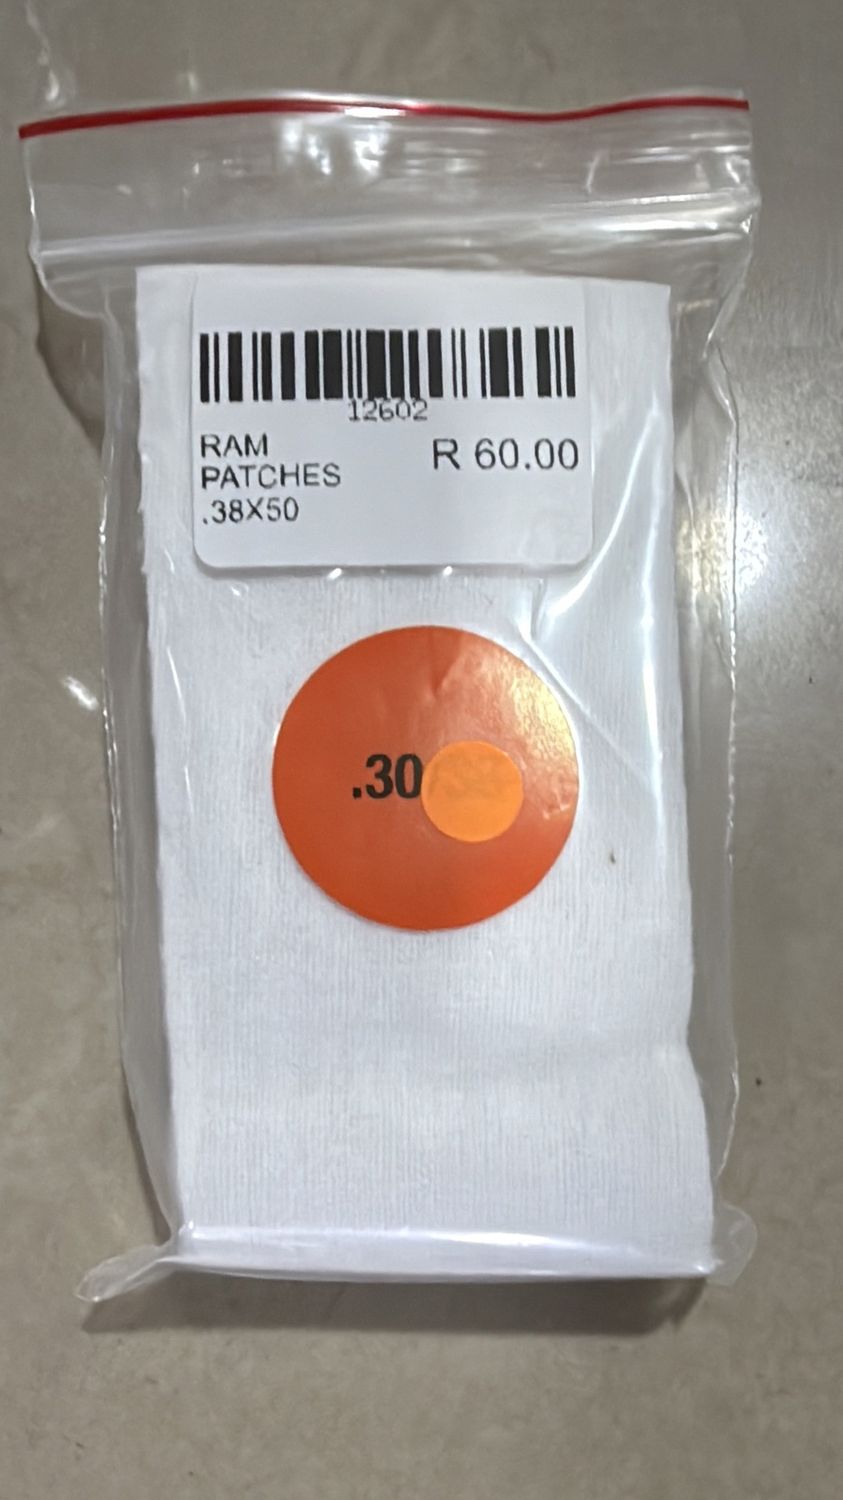 12602
RAM
PATCHES
.38X50
R 60.00
.30